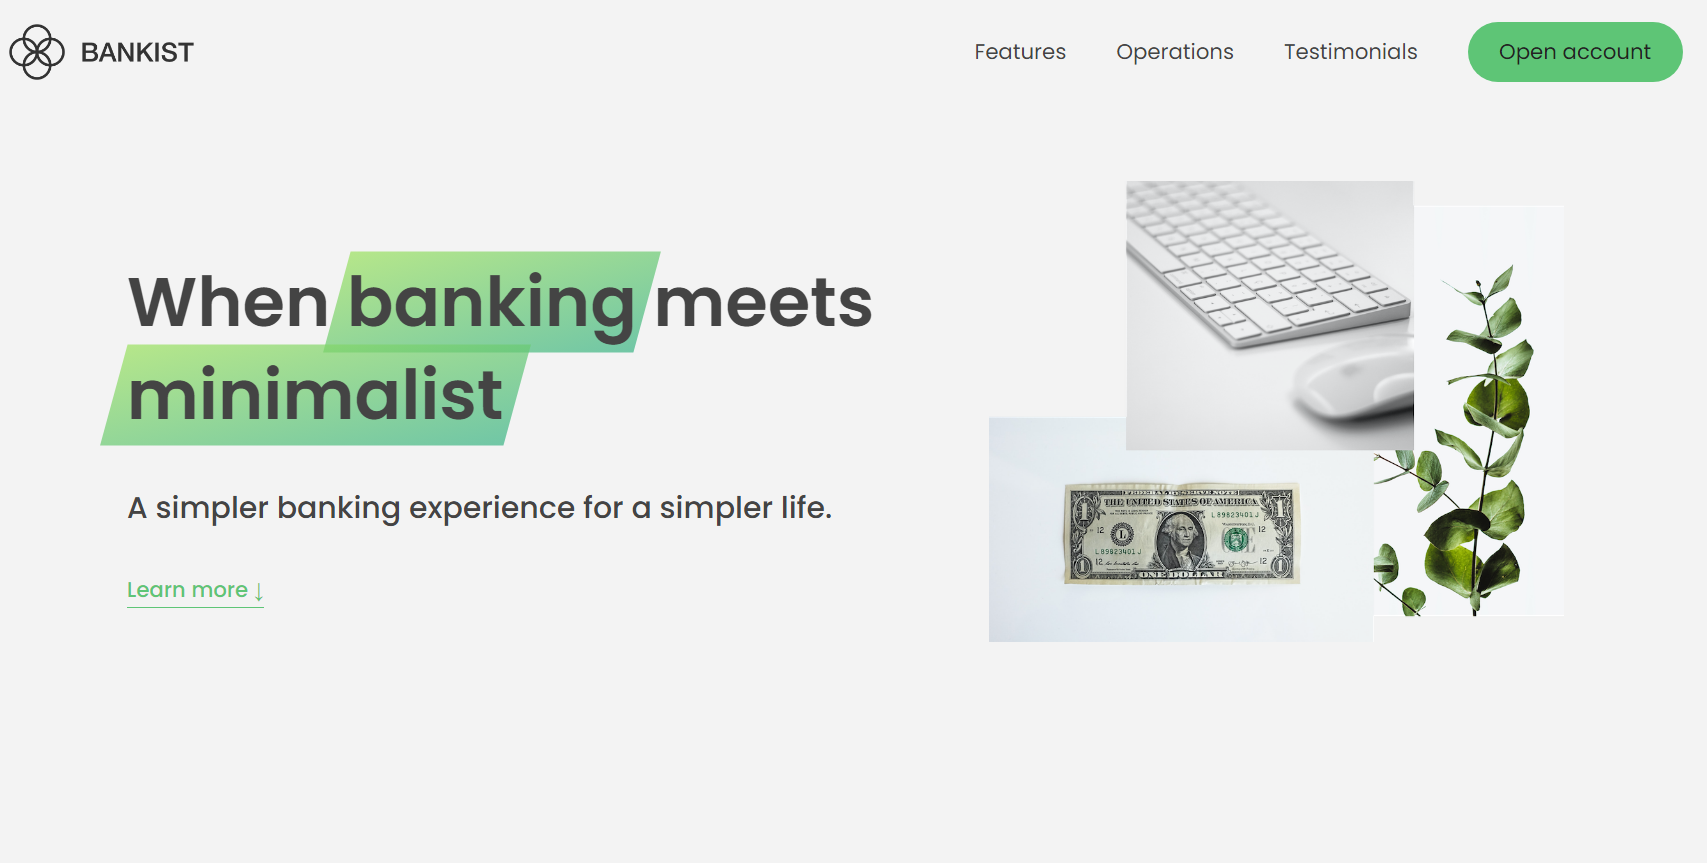 BANKIST
Features
Operations
Testimonials
Open account
When banking meets
minimalist
A simpler banking experience for a simpler life.
Learn more ↓
FEDERAL RESERVE NOTE
THE UNITED STATES OF AMERICA
L 89823401 J
12
12
L
L 89823401 J
12
12
ONE DOLLAR
1
1
1
1